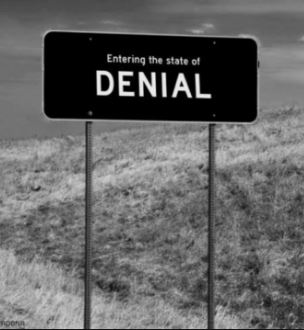 Entering the state of
DENIAL